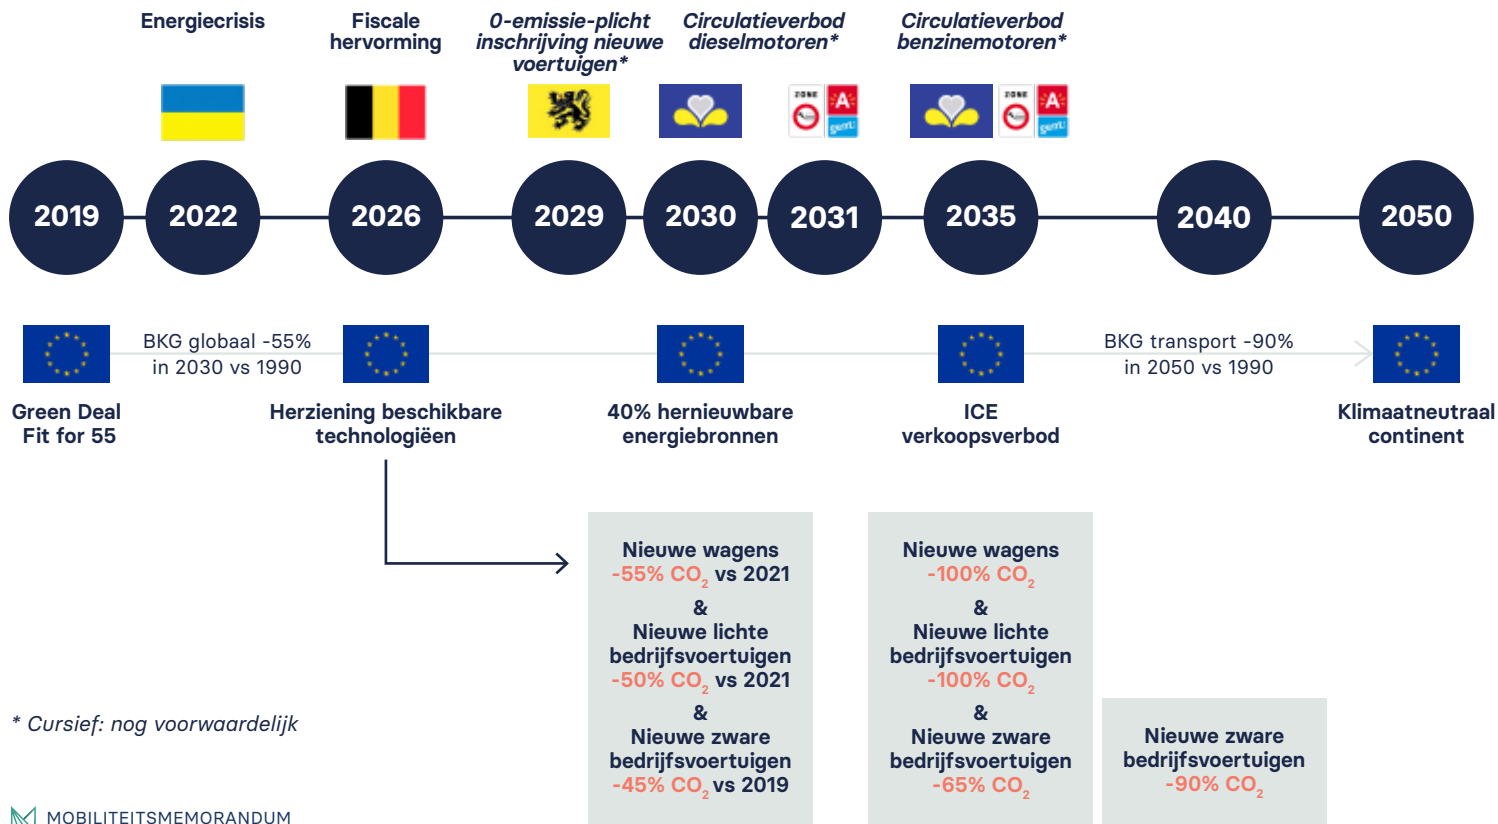 Energiecrisis
Fiscale
hervorming
0-emissie-plicht
inschrijving nieuwe
voertuigen*
Circulatieverbod
dieselmotoren*
Circulatieverbod
benzinemotoren*
ZONE
A
gent:
ZONE
A
gent:
2019
2022
2026
2029
2030
2031
2035
2040
2050
BKG globaal -55%
in 2030 vs 1990
BKG transport -90%
in 2050 vs 1990
Green Deal
Fit for 55
Herziening beschikbare
technologiëen
40% hernieuwbare
energiebronnen
ICE
verkoopsverbod
Klimaatneutraal
continent
Nieuwe wagens
-55% CO₂ vs 2021
&
Nieuwe lichte
bedrijfsvoertuigen
-50% CO₂ vs 2021
&
Nieuwe zware
bedrijfsvoertuigen
-45% CO₂ vs 2019
Nieuwe wagens
-100% CO₂
&
Nieuwe lichte
bedrijfsvoertuigen
-100% CO₂
&
Nieuwe zware
bedrijfsvoertuigen
-65% CO₂
Nieuwe zware
bedrijfsvoertuigen
-90% CO₂
* Cursief: nog voorwaardelijk
MOBILITEITSMEMORANDUM